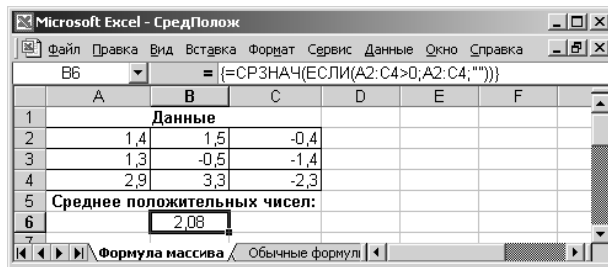 Microsoft Excel - СредПолож
Файл Правка Вид Вставка Формат Сервис Данные Окно Справка
B6 = {=СРЗНАЧ(ЕСЛИ(A2:C4>0;A2:C4;""))}
A B C D E F
1 Данные
2 1,4 1,5 -0,4
3 1,3 -0,5 -1,4
4 2,9 3,3 -2,3
5 Среднее положительных чисел:
6 2,08
7
Формула массива Обычные формул